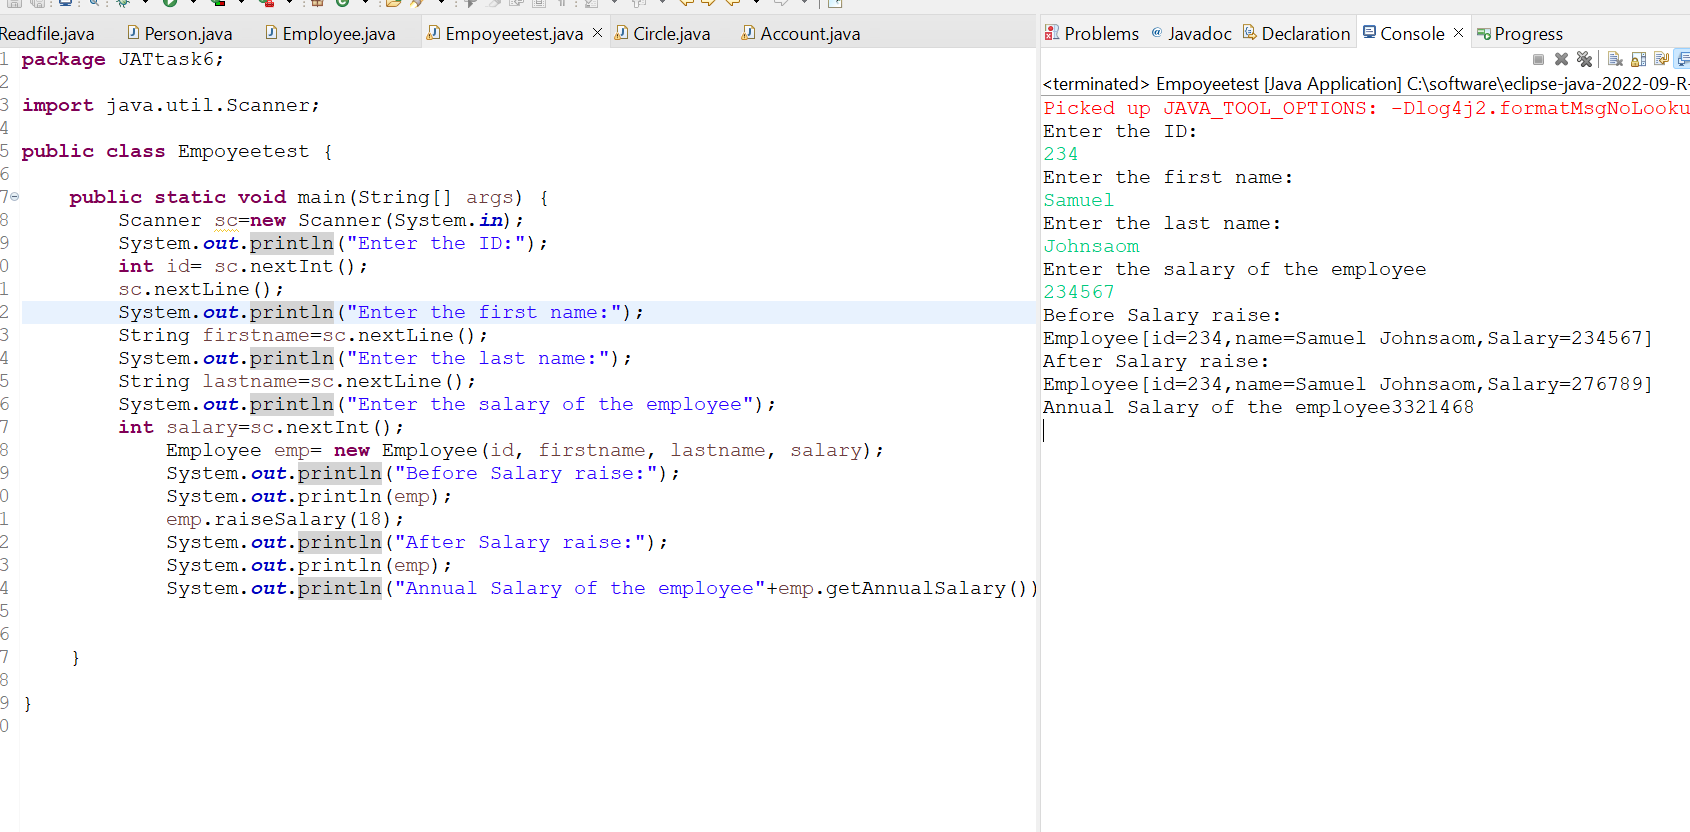 Readfile.java Person.java Employee.java Empoyeetest.java Circle.java Account.java
1 package JATtask6;
2
3 import java.util.Scanner;
4
5 public class Empoyeetest {
6
7 public static void main(String[] args) {
8 Scanner sc=new Scanner(System.in);
9 System.out.println("Enter the ID:");
0 int id= sc.nextInt();
1 sc.nextLine();
2 System.out.println("Enter the first name:");
3 String firstname=sc.nextLine();
4 System.out.println("Enter the last name:");
5 String lastname=sc.nextLine();
6 System.out.println("Enter the salary of the employee");
7 int salary=sc.nextInt();
8 Employee emp= new Employee(id, firstname, lastname, salary);
9 System.out.println("Before Salary raise:");
0 System.out.println(emp);
1 emp.raiseSalary(18);
2 System.out.println("After Salary raise:");
3 System.out.println(emp);
4 System.out.println("Annual Salary of the employee"+emp.getAnnualSalary())
5
6
7 }
8
9 }
0
Problems @ Javadoc Declaration Console Progress
<terminated> Empoyeetest [Java Application] C:\software\eclipse-java-2022-09-R-
Picked up JAVA_TOOL_OPTIONS: -Dlog4j2.formatMsgNoLooku
Enter the ID:
234
Enter the first name:
Samuel
Enter the last name:
Johnsaom
Enter the salary of the employee
234567
Before Salary raise:
Employee[id=234,name=Samuel Johnsaom,Salary=234567]
After Salary raise:
Employee[id=234,name=Samuel Johnsaom,Salary=276789]
Annual Salary of the employee3321468